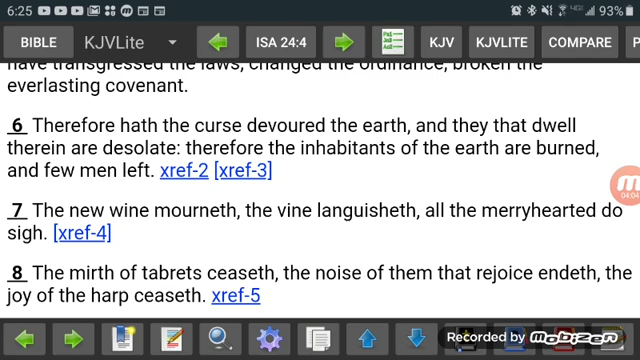 6:25 93%
BIBLE KJVLite ISA 24:4 KJV KJVLITE COMPARE
have transgressed the laws, changed the ordinance, broken the
everlasting covenant.
6 Therefore hath the curse devoured the earth, and they that dwell
therein are desolate: therefore the inhabitants of the earth are burned,
and few men left. xref-2 [xref-3]
04:04
7 The new wine mourneth, the vine languisheth, all the merryhearted do
sigh. [xref-4]
8 The mirth of tabrets ceaseth, the noise of them that rejoice endeth, the
joy of the harp ceaseth. xref-5
Recorded by Mobizen